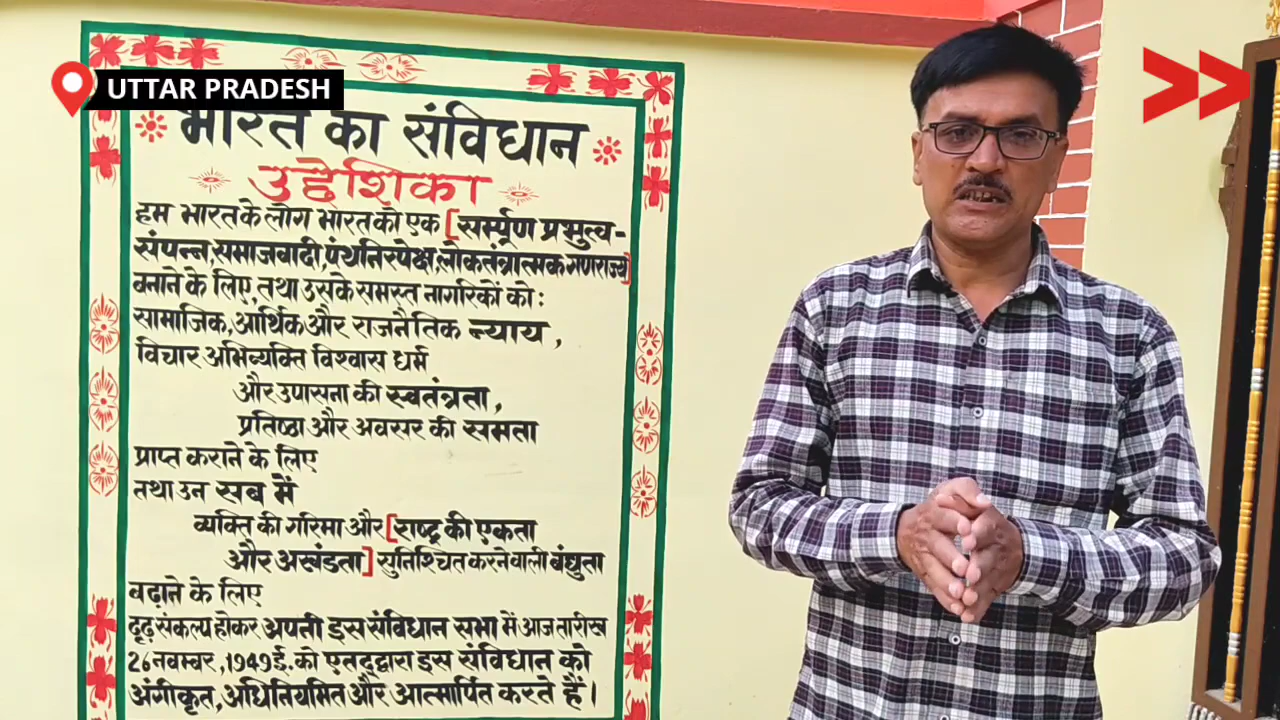 UTTAR PRADESH
भारत का संविधान
उद्देशिका
हम भारत के लोग भारत को एक [सर्म्पूण प्रभुत्व-
संपन्न,समाजवादी,पंथनिरपेक्ष,लोकतंत्रात्मक गणराज्य]
बनाने के लिए, तथा उसके समस्त नागरिकों को:
सामाजिक,आर्थिक और राजनैतिक न्याय,
विचार अभिव्यक्ति विश्वास धर्म
और उपासना की स्वतंत्रता,
प्रतिष्ठा और अवसर की समता
प्राप्त कराने के लिए
तथा उन सब में
व्यक्ति की गरिमा और [राष्ट्र की एकता
और अखंडता] सुनिश्चित करने वाली बंधुता
बढ़ाने के लिए
दृढ़ संकल्प होकर अपनी इस संविधान सभा में आज तारीख
26 नवम्बर,1949ई. को एतद्द्वारा इस संविधान को
अंगीकृत,अधिनियमित और आत्मार्पित करते हैं।